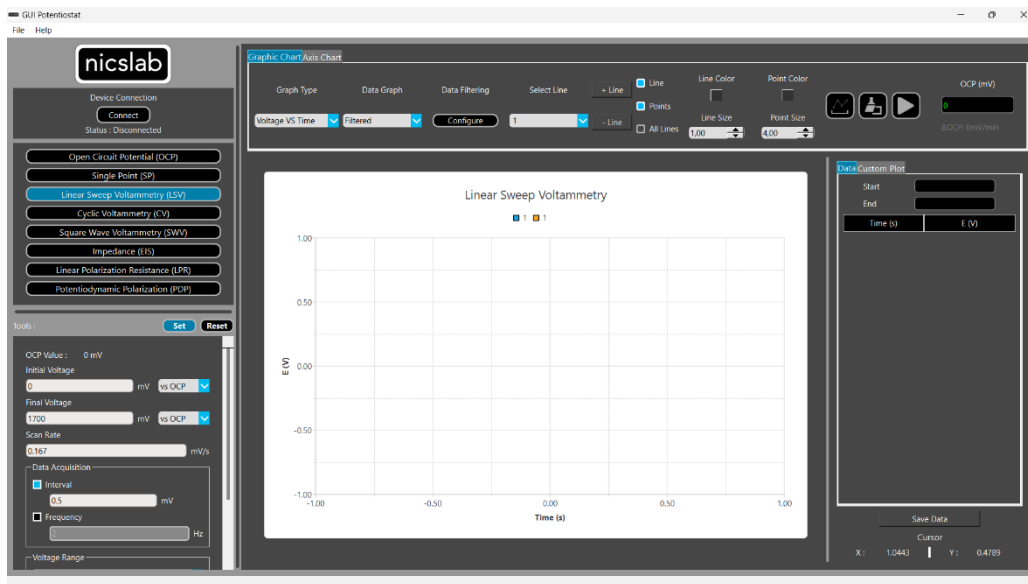 GUI Potentiostat
File Help
nicslab
Device Connection
Connect
Status : Disconnected
Open Circuit Potential (OCP)
Single Point (SP)
Linear Sweep Voltammetry (LSV)
Cyclic Voltammetry (CV)
Square Wave Voltammetry (SWV)
Impedance (EIS)
Linear Polarization Resistance (LPR)
Potentiodynamic Polarization (PDP)
Tools :
Set
Reset
OCP Value : 0 mV
Initial Voltage
0 mV vs OCP
Final Voltage
1700 mV vs OCP
Scan Rate
0.167 mV/s
Data Acquisition
Interval
0.5 mV
Frequency
2 Hz
Voltage Range
Graphic Chart Axis Chart
Graph Type
Voltage VS Time
Data Graph
Filtered
Data Filtering
Configure
Select Line
1
+ Line
- Line
Line
Points
All Lines
Line Color
Line Size
1,00
Point Color
Point Size
4,00
OCP (mV)
0
ΔOCP: 0mV/min
Linear Sweep Voltammetry
1 1
E (V)
1.00
0.50
0.00
-0.50
-1.00
-1.00 -0.50 0.00 0.50 1.00
Time (s)
Data Custom Plot
Start
End
Time (s) E (V)
Save Data
Cursor
X : 1.0443 Y : 0.4789